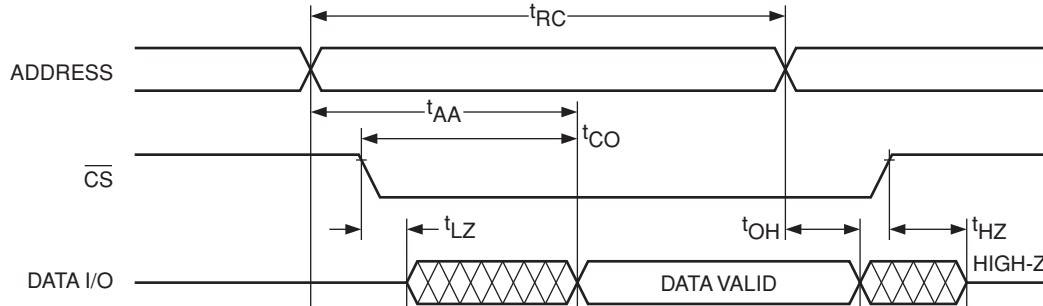 tRC
ADDRESS
tAA
tCO
CS
tLZ
tOH
tHZ
HIGH-Z
DATA I/O
DATA VALID